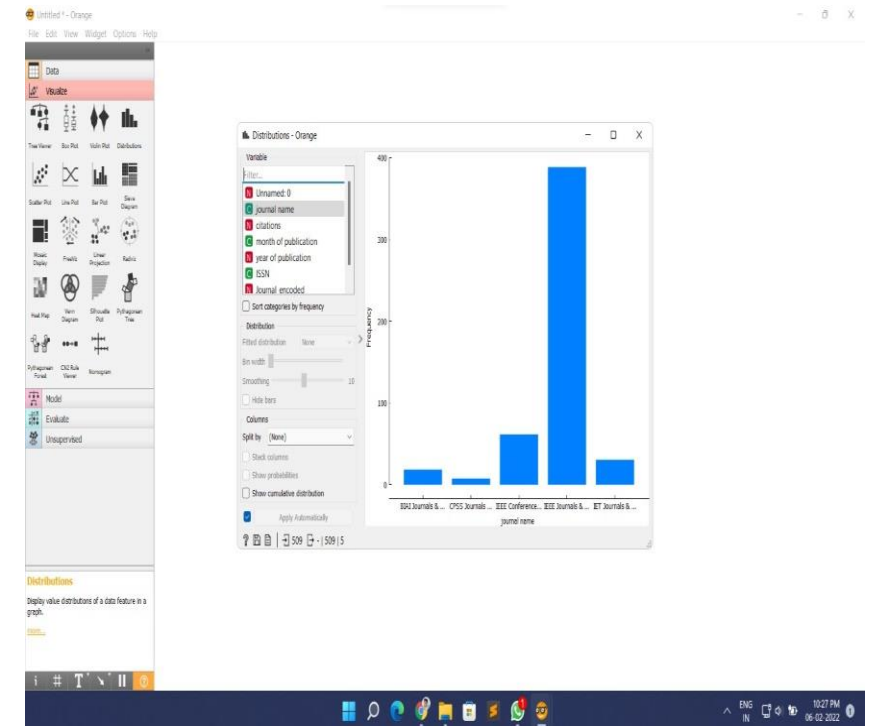 Untitled * - Orange
File Edit View Widget Options Help
Data
Visualize
Tree Viewer Box Plot Violin Plot Distributions
Scatter Plot Line Plot Bar Plot Sieve Diagram
Mosaic Display FreeViz Linear Projection Radviz
Heat Map Venn Diagram Silhouette Plot Pythagorean Tree
Pythagorean Forest CN2 Rule Viewer Nomogram
Model
Evaluate
Unsupervised
Distributions
Display value distributions of a data feature in a
graph.
more...
Distributions - Orange
Variable
Filter...
N Unnamed: 0
C journal name
N citations
C month of publication
N year of publication
C ISSN
N Journal encoded
Sort categories by frequency
Distribution
Fitted distribution None
Bin width
Smoothing 10
Hide bars
Columns
Split by (None)
Stack columns
Show probabilities
Show cumulative distribution
Apply Automatically
? 509 - | 509 | 5
400
300
200
100
0
Frequency
BIAI Journals & ... CPSS Journals ... IEEE Conference... IEEE Journals & ... IET Journals & ...
journal name
ENG
IN
10:27 PM
06-02-2022